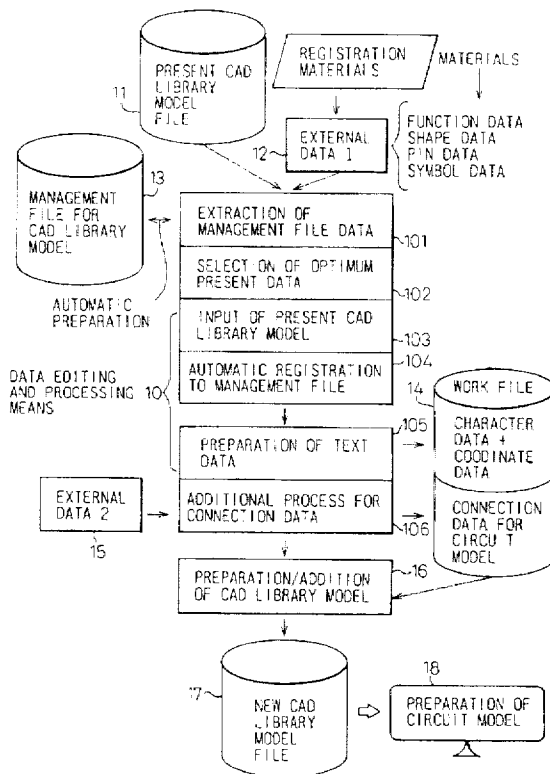 PRESENT CAD
LIBRARY
MODEL
FILE
11
REGISTRATION
MATERIALS
MATERIALS
EXTERNAL
DATA 1
12
FUNCTION DATA
SHAPE DATA
PIN DATA
SYMBOL DATA
13
MANAGEMENT
FILE FOR
CAD LIBRARY
MODEL
AUTOMATIC
PREPARATION
EXTRACTION OF
MANAGEMENT FILE DATA
101
SELECTION OF OPTIMUM
PRESENT DATA
102
INPUT OF PRESENT CAD
LIBRARY MODEL
103
104
AUTOMATIC REGISTRATION
TO MANAGEMENT FILE
DATA EDITING
AND PROCESSING
MEANS
10
105
PREPARATION OF TEXT
DATA
ADDITIONAL PROCESS FOR
CONNECTION DATA
106
14
WORK FILE
CHARACTER
DATA +
COODINATE
DATA
CONNECTION
DATA FOR
CIRCUIT
MODEL
EXTERNAL
DATA 2
15
16
PREPARATION/ADDITION
OF CAD LIBRARY MODEL
17
NEW CAD
LIBRARY
MODEL
FILE
18
PREPARATION OF
CIRCUIT MODEL